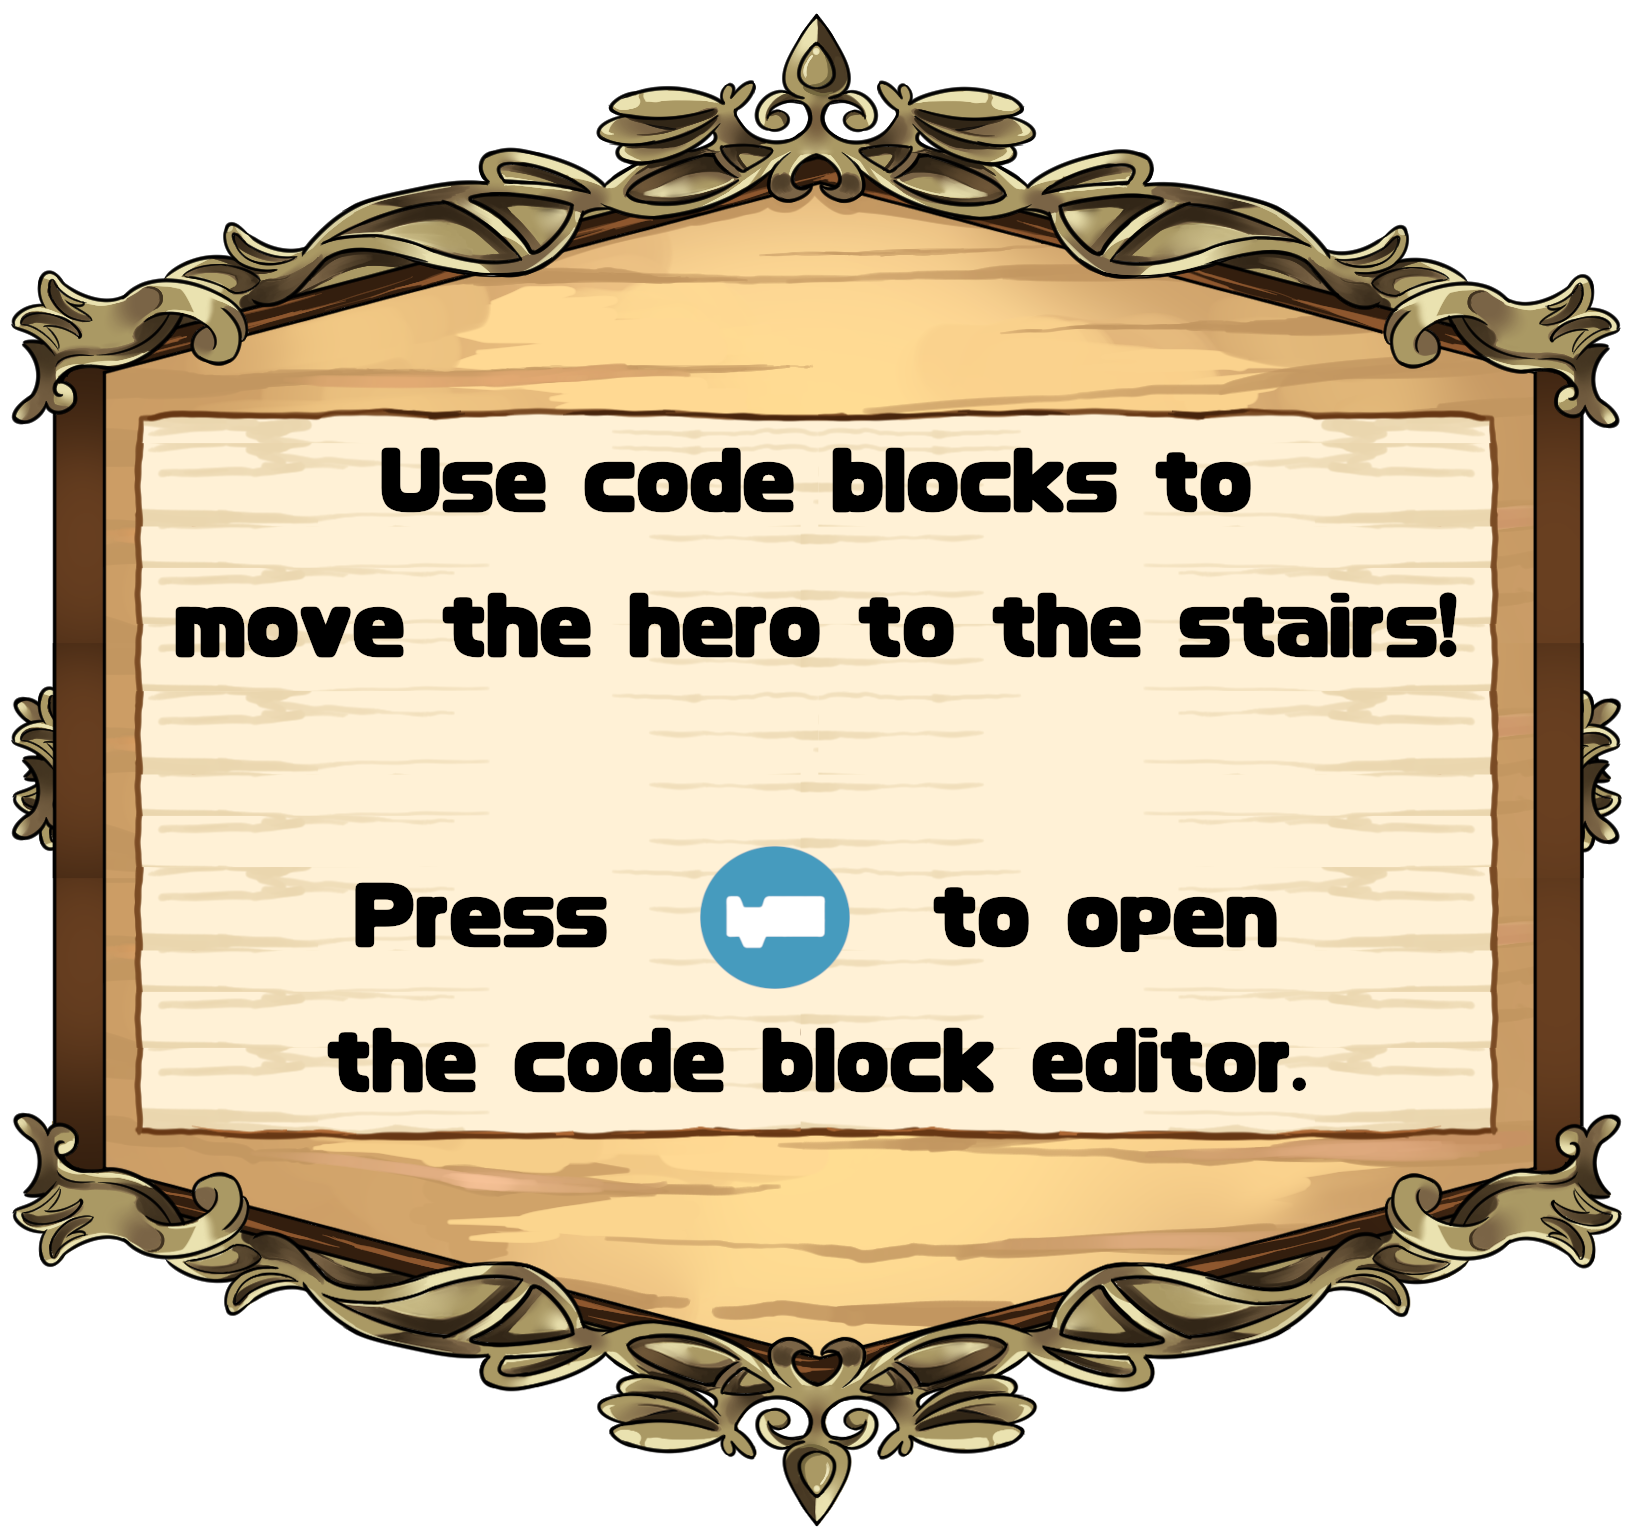 Use code blocks to
move the hero to the stairs!
Press to open
the code block editor.